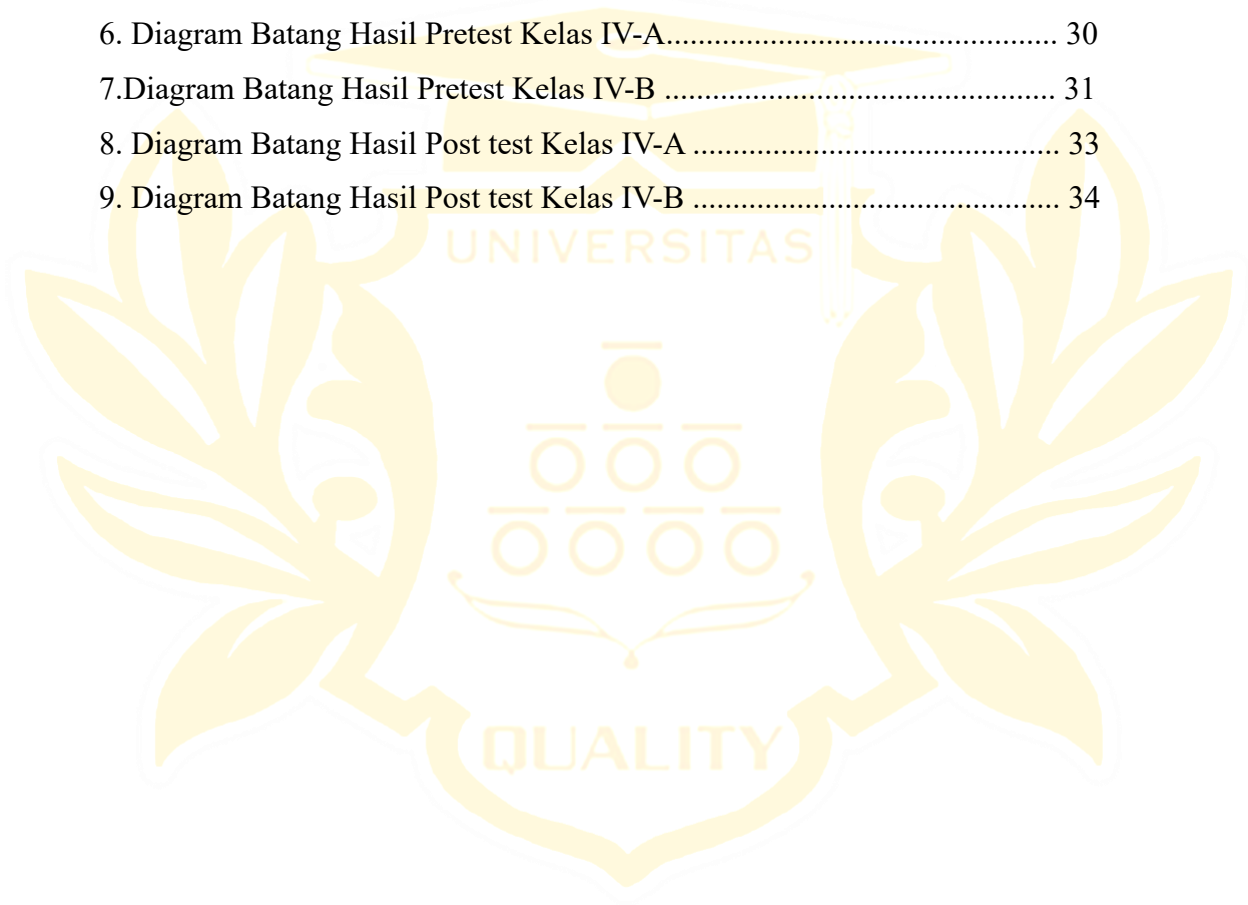 6. Diagram Batang Hasil Pretest Kelas IV-A................................................. 30
7.Diagram Batang Hasil Pretest Kelas IV-B ................................................. 31
8. Diagram Batang Hasil Post test Kelas IV-A .............................................. 33
9. Diagram Batang Hasil Post test Kelas IV-B .............................................. 34
UNIVERSITAS
QUALITY